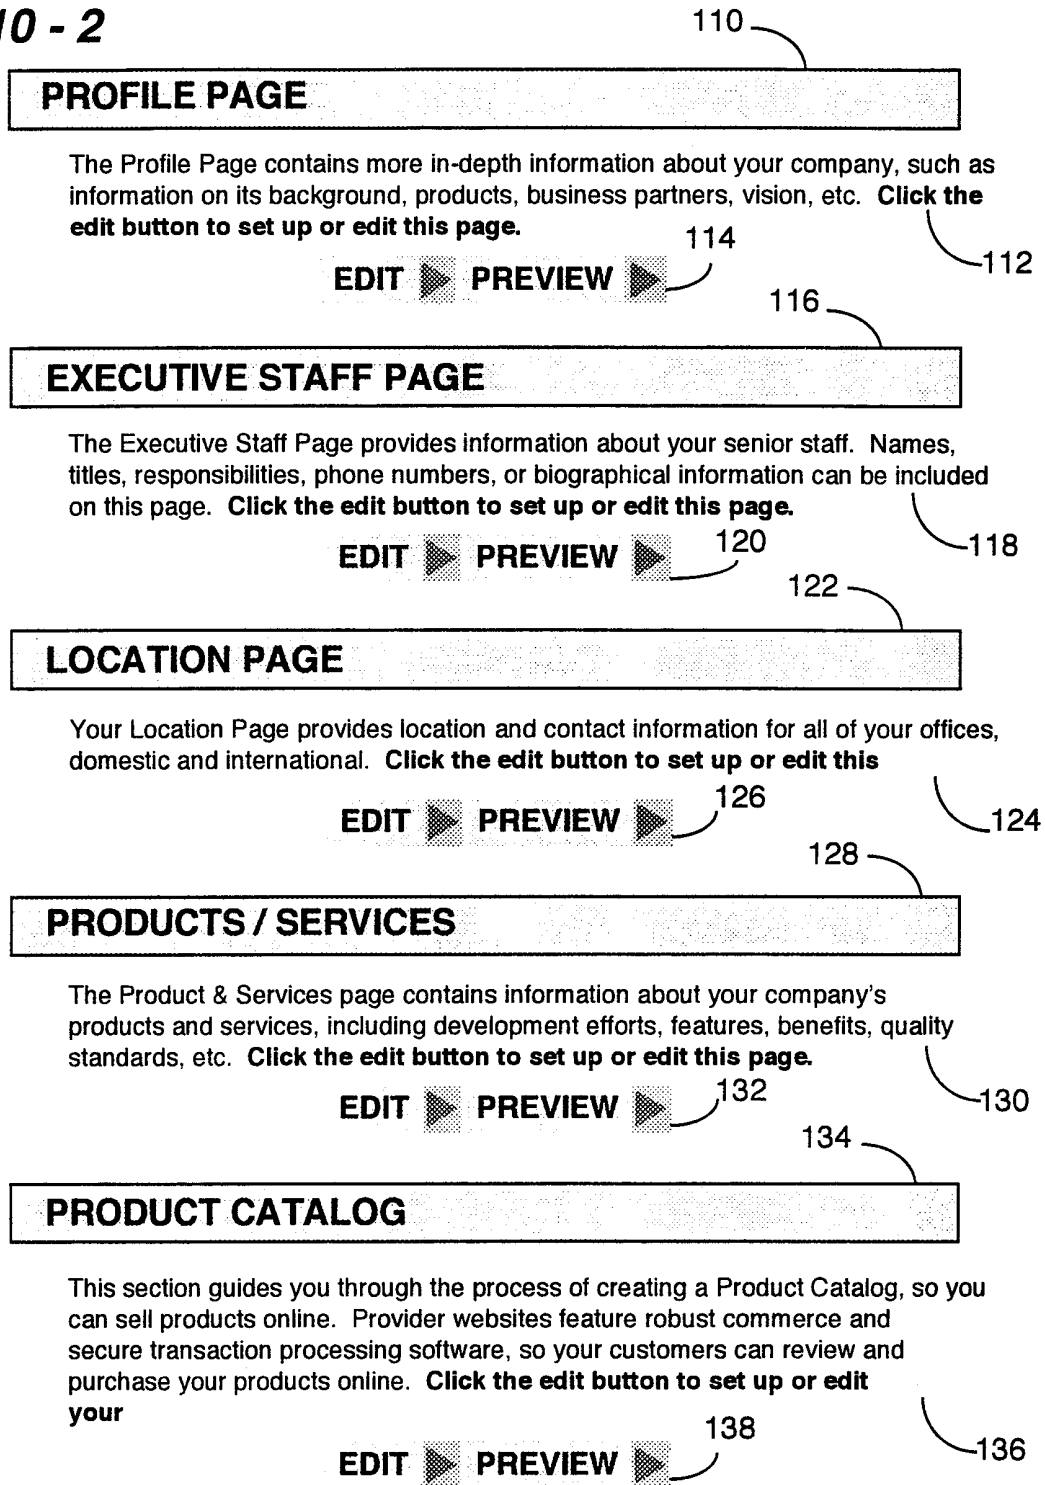 10 - 2
110
PROFILE PAGE
The Profile Page contains more in-depth information about your company, such as
information on its background, products, business partners, vision, etc. Click the
edit button to set up or edit this page.
114
112
EDIT PREVIEW
116
EXECUTIVE STAFF PAGE
The Executive Staff Page provides information about your senior staff. Names,
titles, responsibilities, phone numbers, or biographical information can be included
on this page. Click the edit button to set up or edit this page.
EDIT PREVIEW 120
118
122
LOCATION PAGE
Your Location Page provides location and contact information for all of your offices,
domestic and international. Click the edit button to set up or edit this
126
EDIT PREVIEW
124
128
PRODUCTS / SERVICES
The Product & Services page contains information about your company's
products and services, including development efforts, features, benefits, quality
standards, etc. Click the edit button to set up or edit this page.
EDIT PREVIEW 132
130
134
PRODUCT CATALOG
This section guides you through the process of creating a Product Catalog, so you
can sell products online. Provider websites feature robust commerce and
secure transaction processing software, so your customers can review and
purchase your products online. Click the edit button to set up or edit
your
138
136
EDIT PREVIEW